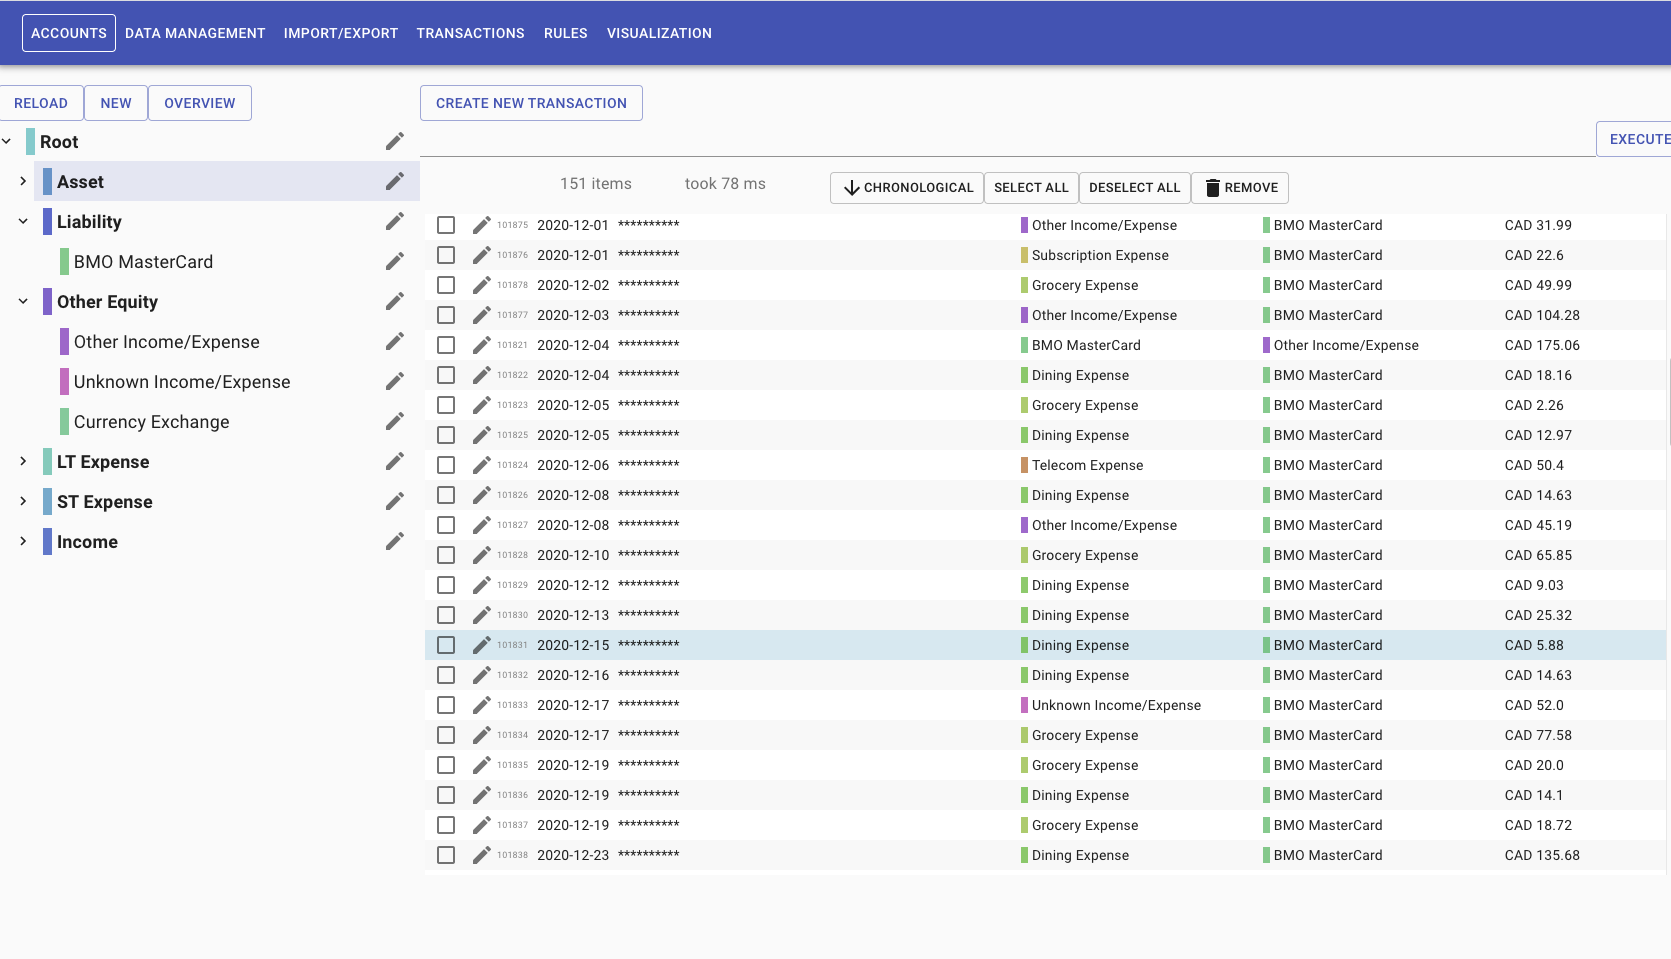 ACCOUNTS DATA MANAGEMENT IMPORT/EXPORT TRANSACTIONS RULES VISUALIZATION
RELOAD NEW OVERVIEW CREATE NEW TRANSACTION
EXECUTE
Root
Asset
Liability
BMO MasterCard
Other Equity
Other Income/Expense
Unknown Income/Expense
Currency Exchange
LT Expense
ST Expense
Income
151 items took 78 ms CHRONOLOGICAL SELECT ALL DESELECT ALL REMOVE
101875 2020-12-01 ********** Other Income/Expense BMO MasterCard CAD 31.99
101876 2020-12-01 ********** Subscription Expense BMO MasterCard CAD 22.6
101878 2020-12-02 ********** Grocery Expense BMO MasterCard CAD 49.99
101877 2020-12-03 ********** Other Income/Expense BMO MasterCard CAD 104.28
101821 2020-12-04 ********** BMO MasterCard Other Income/Expense CAD 175.06
101822 2020-12-04 ********** Dining Expense BMO MasterCard CAD 18.16
101823 2020-12-05 ********** Grocery Expense BMO MasterCard CAD 2.26
101825 2020-12-05 ********** Dining Expense BMO MasterCard CAD 12.97
101824 2020-12-06 ********** Telecom Expense BMO MasterCard CAD 50.4
101826 2020-12-08 ********** Dining Expense BMO MasterCard CAD 14.63
101827 2020-12-08 ********** Other Income/Expense BMO MasterCard CAD 45.19
101828 2020-12-10 ********** Grocery Expense BMO MasterCard CAD 65.85
101829 2020-12-12 ********** Dining Expense BMO MasterCard CAD 9.03
101830 2020-12-13 ********** Dining Expense BMO MasterCard CAD 25.32
101831 2020-12-15 ********** Dining Expense BMO MasterCard CAD 5.88
101832 2020-12-16 ********** Dining Expense BMO MasterCard CAD 14.63
101833 2020-12-17 ********** Unknown Income/Expense BMO MasterCard CAD 52.0
101834 2020-12-17 ********** Grocery Expense BMO MasterCard CAD 77.58
101835 2020-12-19 ********** Grocery Expense BMO MasterCard CAD 20.0
101836 2020-12-19 ********** Dining Expense BMO MasterCard CAD 14.1
101837 2020-12-19 ********** Grocery Expense BMO MasterCard CAD 18.72
101838 2020-12-23 ********** Dining Expense BMO MasterCard CAD 135.68